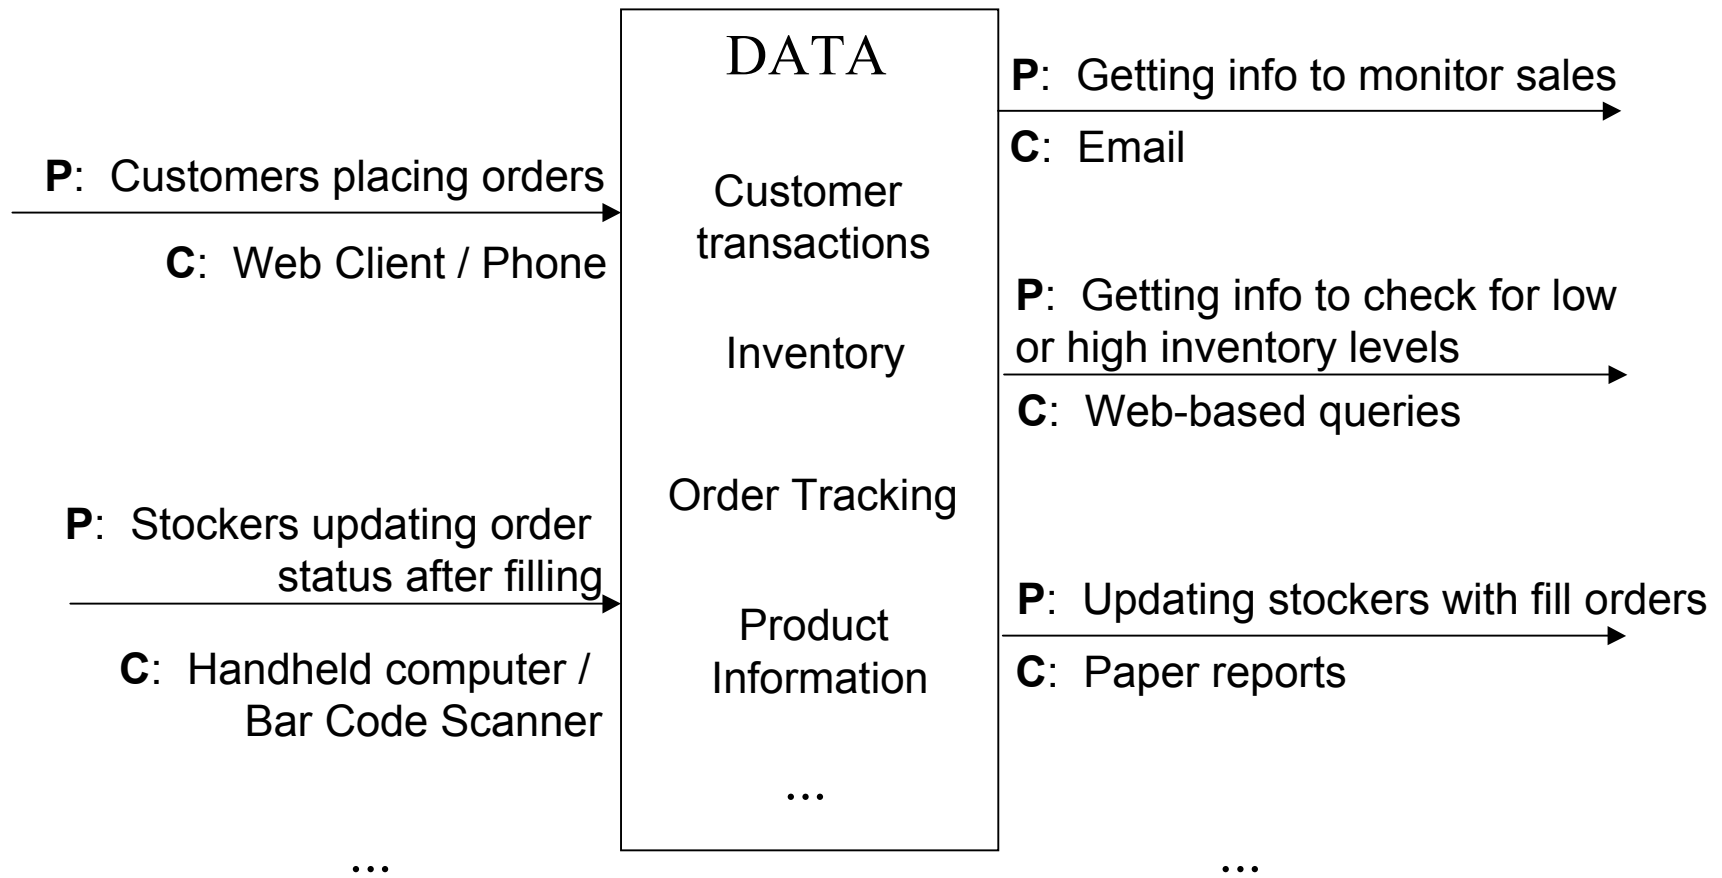 P: Customers placing orders
C: Web Client / Phone
P: Stockers updating order
status after filling
C: Handheld computer /
Bar Code Scanner
...
DATA
Customer
transactions
Inventory
Order Tracking
Product
Information
...
P: Getting info to monitor sales
C: Email
P: Getting info to check for low
or high inventory levels
C: Web-based queries
P: Updating stockers with fill orders
C: Paper reports
...